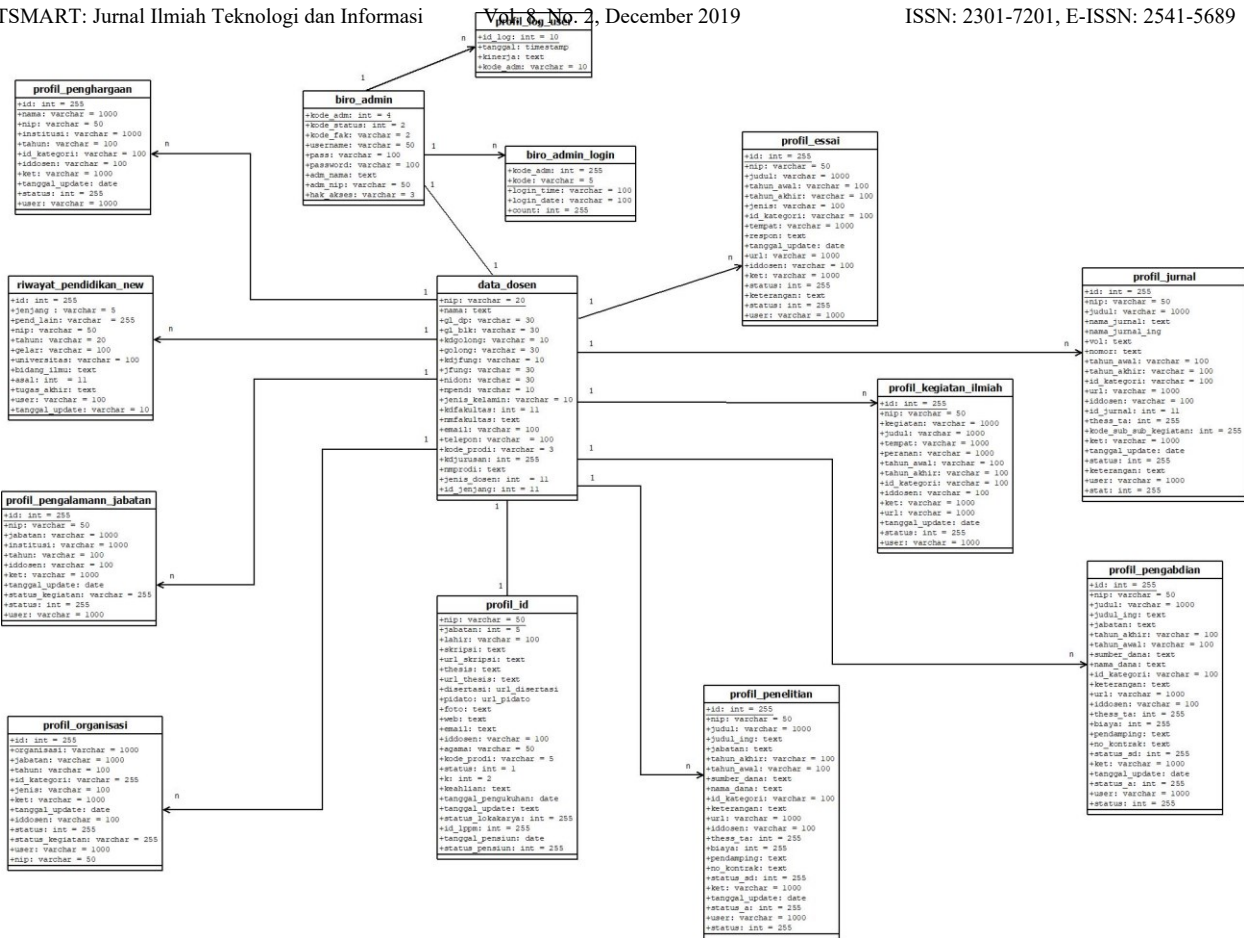 TSMART: Jurnal Ilmiah Teknologi dan Informasi Vol. 8, No. 2, December 2019 ISSN: 2301-7201, E-ISSN: 2541-5689
profil_log_user
+id_log: int = 10
+tanggal: timestamp
+kinerja: text
+kode_adm: varchar = 10
n
1
profil_penghargaan
+id: int = 255
+nama: varchar = 1000
+nip: varchar = 50
+institusi: varchar = 1000
+tahun: varchar = 100
+id_kategori: varchar = 100
+iddosen: varchar = 100
+ket: varchar = 1000
+tanggal_update: date
+status: int = 255
+user: varchar = 1000
n
biro_admin
+kode_adm: int = 4
+kode_status: int = 2
+kode_fak: varchar = 2
+username: varchar = 50
+pass: varchar = 100
+password: varchar = 100
+adm_nama: text
+adm_nip: varchar = 50
+hak_akses: varchar = 3
1
n
1
biro_admin_login
+kode_adm: int = 255
+kode: varchar = 5
+login_time: varchar = 100
+login_date: varchar = 100
+count: int = 255
profil_essai
+id: int = 255
+nip: varchar = 50
+judul: varchar = 1000
+tahun_awal: varchar = 100
+tahun_akhir: varchar = 100
+jenis: varchar = 100
+id_kategori: varchar = 100
+tempat: varchar = 1000
+respon: text
+tanggal_update: date
+url: varchar = 1000
+iddosen: varchar = 100
+ket: varchar = 1000
+status: int = 255
+keterangan: text
+status: int = 255
+user: varchar = 1000
n
riwayat_pendidikan_new
+id: int = 255
+jenjang : varchar = 5
+pend_lain: varchar = 255
+nip: varchar = 50
+tahun: varchar = 20
+gelar: varchar = 100
+universitas: varchar = 100
+bidang_ilmu: text
+asal: int = 11
+tugas_akhir: text
+user: varchar = 100
+tanggal_update: varchar = 10
n
1
data_dosen
+nip: varchar = 20
+nama: text
+gl_dp: varchar = 30
+gl_blk: varchar = 30
+kdgolong: varchar = 10
+golong: varchar = 30
+kdjfung: varchar = 10
+jfung: varchar = 30
+nidon: varchar = 30
+npend: varchar = 10
+jenis_kelamin: varchar = 10
+kdfakultas: int = 11
+nmfakultas: text
+email: varchar = 100
+telepon: varchar = 100
+kode_prodi: varchar = 3
+kdjurusan: int = 255
+nmprodi: text
+jenis_dosen: int = 11
+id_jenjang: int = 11
1
1
1
1
1
1
1
1
1
1
profil_jurnal
+id: int = 255
+nip: varchar = 50
+judul: varchar = 1000
+nama_jurnal: text
+nama_jurnal_ing
+vol: text
+nomor: text
+tahun_awal: varchar = 100
+tahun_akhir: varchar = 100
+id_kategori: varchar = 100
+url: varchar = 1000
+iddosen: varchar = 100
+id_jurnal: int = 11
+thess_ta: int = 255
+kode_sub_sub_kegiatan: int = 255
+ket: varchar = 1000
+tanggal_update: date
+status: int = 255
+keterangan: text
+user: varchar = 1000
+stat: int = 255
n
profil_kegiatan_ilmiah
+id: int = 255
+nip: varchar = 50
+kegiatan: varchar = 1000
+judul: varchar = 1000
+tempat: varchar = 1000
+peranan: varchar = 1000
+tahun_awal: varchar = 100
+tahun_akhir: varchar = 100
+id_kategori: varchar = 100
+iddosen: varchar = 100
+ket: varchar = 1000
+url: varchar = 1000
+tanggal_update: date
+status: int = 255
+user: varchar = 1000
n
profil_pengalamann_jabatan
+id: int = 255
+nip: varchar = 50
+jabatan: varchar = 1000
+institusi: varchar = 1000
+tahun: varchar = 100
+iddosen: varchar = 100
+ket: varchar = 1000
+tanggal_update: date
+status_kegiatan: varchar = 255
+status: int = 255
+user: varchar = 1000
n
profil_id
+nip: varchar = 50
+jabatan: int = 5
+lahir: varchar = 100
+skripsi: text
+url_skripsi: text
+thesis: text
+url_thesis: text
+disertasi: url_disertasi
+pidato: url_pidato
+foto: text
+web: text
+email: text
+iddosen: varchar = 100
+agama: varchar = 50
+kode_prodi: varchar = 5
+status: int = 1
+k: int = 2
+keahlian: text
+tanggal_pengukuhan: date
+tanggal_update: text
+status_lokakarya: int = 255
+id_lppm: int = 255
+tanggal_pensiun: date
+status_pensiun: int = 255
profil_pengabdian
+id: int = 255
+nip: varchar = 50
+judul: varchar = 1000
+judul_ing: text
+jabatan: text
+tahun_akhir: varchar = 100
+tahun_awal: varchar = 100
+sumber_dana: text
+nama_dana: text
+id_kategori: varchar = 100
+keterangan: text
+url: varchar = 1000
+iddosen: varchar = 100
+thess_ta: int = 255
+biaya: int = 255
+pendamping: text
+no_kontrak: text
+status_sd: int = 255
+ket: varchar = 1000
+tanggal_update: date
+status_a: int = 255
+user: varchar = 1000
+status: int = 255
n
profil_organisasi
+id: int = 255
+organisasi: varchar = 1000
+jabatan: varchar = 1000
+tahun: varchar = 100
+id_kategori: varchar = 255
+jenis: varchar = 100
+ket: varchar = 1000
+tanggal_update: date
+iddosen: varchar = 100
+status: int = 255
+status_kegiatan: varchar = 255
+user: varchar = 1000
+nip: varchar = 50
n
profil_penelitian
+id: int = 255
+nip: varchar = 50
+judul: varchar = 1000
+judul_ing: text
+jabatan: text
+tahun_akhir: varchar = 100
+tahun_awal: varchar = 100
+sumber_dana: text
+nama_dana: text
+id_kategori: varchar = 100
+keterangan: text
+url: varchar = 1000
+iddosen: varchar = 100
+thess_ta: int = 255
+biaya: int = 255
+pendamping: text
+no_kontrak: text
+status_sd: int = 255
+ket: varchar = 1000
+tanggal_update: date
+status_a: int = 255
+user: varchar = 1000
+status: int = 255
n